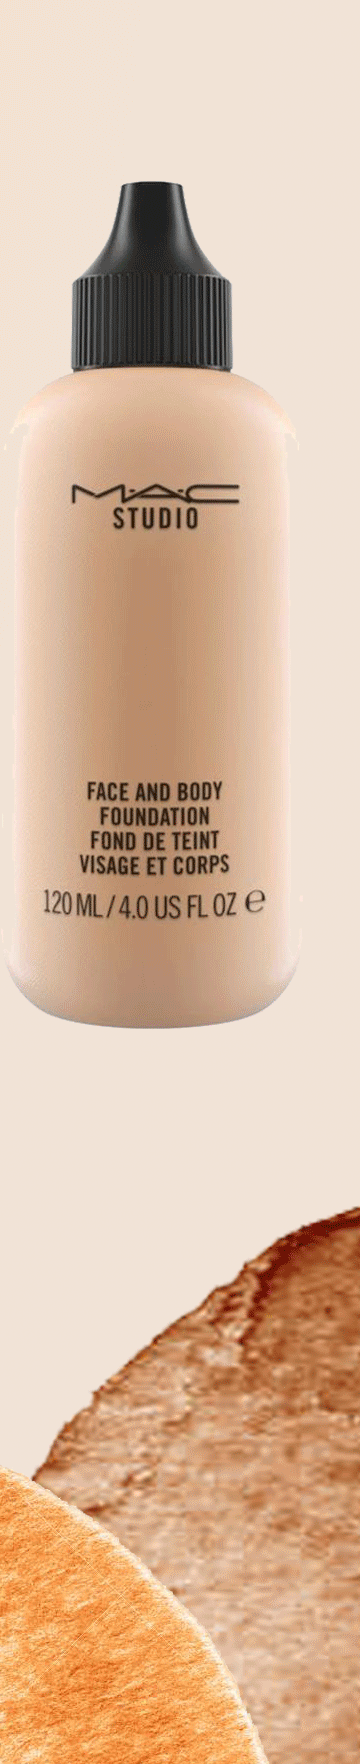 MAC
STUDIO
FACE AND BODY
FOUNDATION
FOND DE TEINT
VISAGE ET CORPS
120 ML / 4.0 US FL OZ ℮